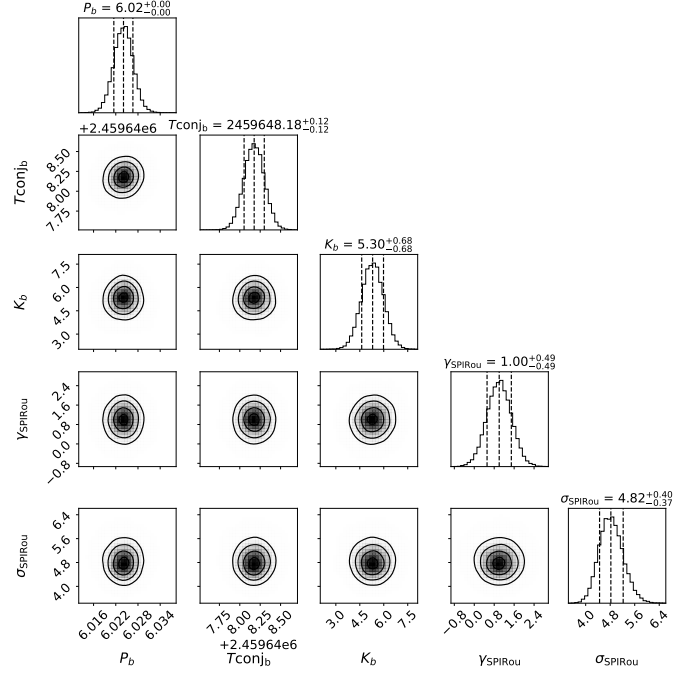 P_b = 6.02^{+0.00}_{−0.00}
+2.45964e6
Tconj_b = 2459648.18^{+0.12}_{−0.12}
8.50
8.25
8.00
7.75
Tconj_b
K_b = 5.30^{+0.68}_{−0.68}
7.5
6.0
4.5
3.0
K_b
γ_SPIRou = 1.00^{+0.49}_{−0.49}
2.4
1.6
0.8
0.0
−0.8
γ_SPIRou
σ_SPIRou = 4.82^{+0.40}_{−0.37}
6.4
5.6
4.8
4.0
σ_SPIRou
6.016 6.022 6.028 6.034
7.75 8.00 8.25 8.50
3.0 4.5 6.0 7.5
−0.8 0.0 0.8 1.4 2.4
4.0 4.8 5.6 6.4
+2.45964e6
P_b Tconj_b K_b γ_SPIRou σ_SPIRou